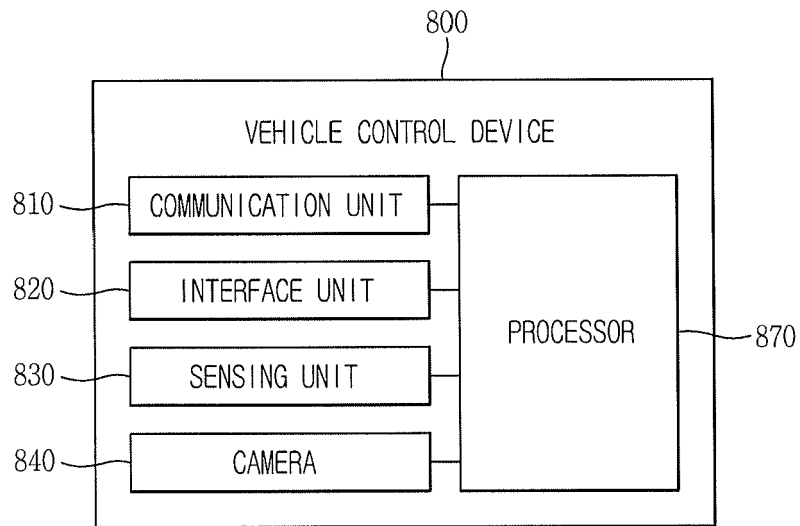 800
VEHICLE CONTROL DEVICE
810
COMMUNICATION UNIT
820
INTERFACE UNIT
830
SENSING UNIT
840
CAMERA
PROCESSOR
870